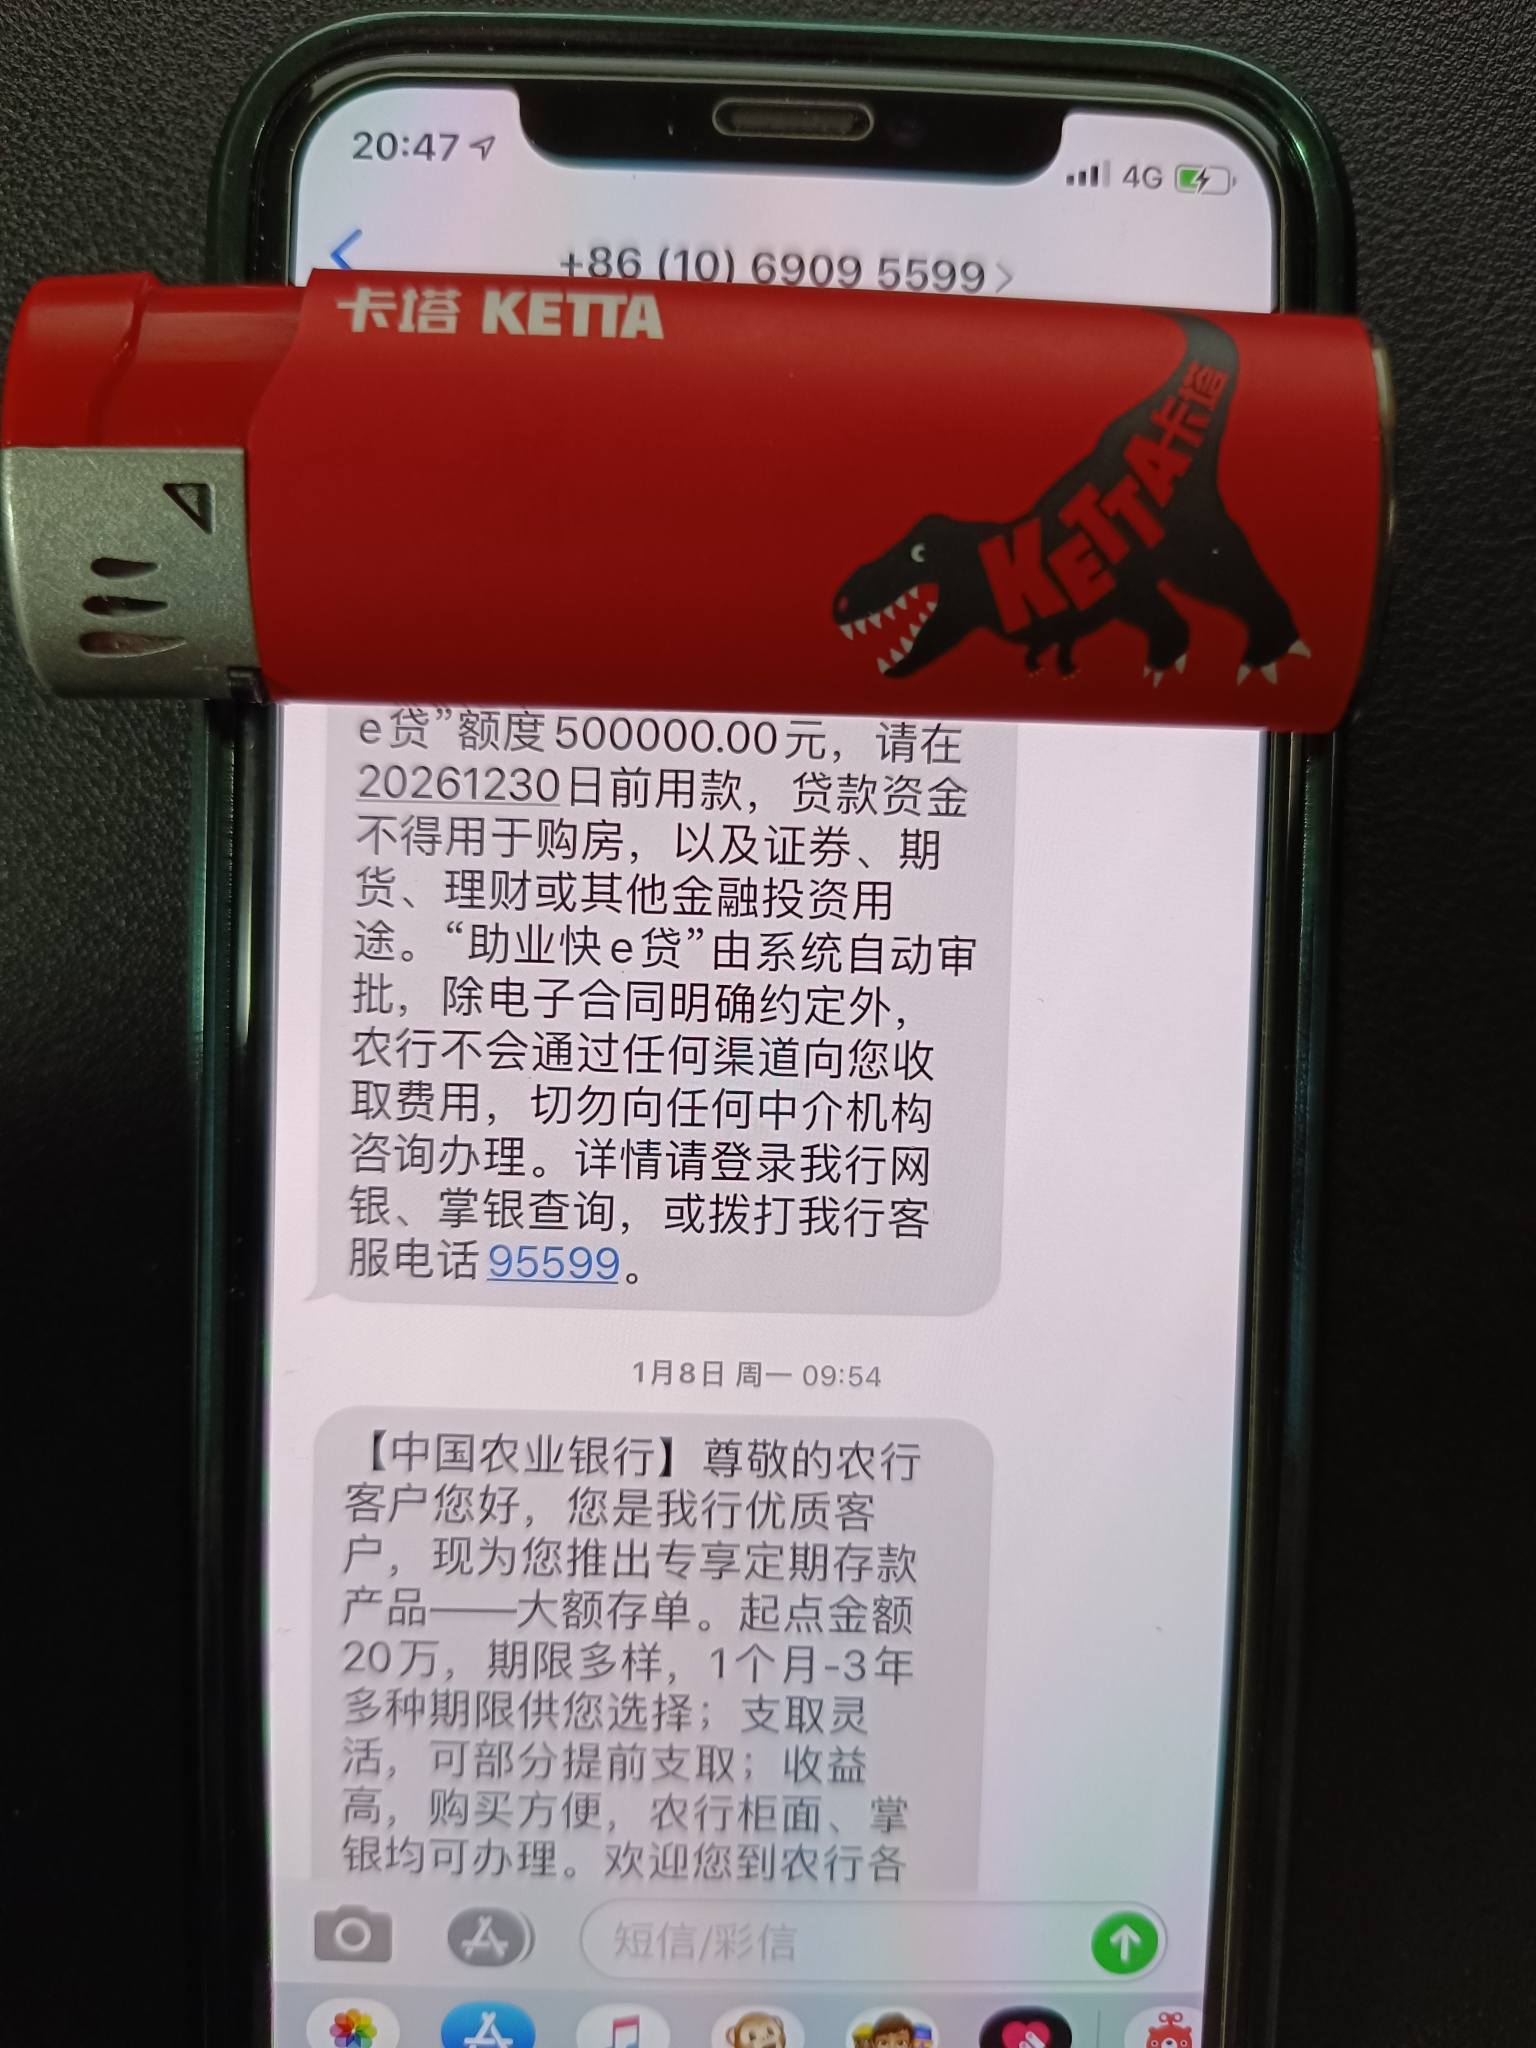 20:47
4G
+86 (10) 6909 5599
卡塔 KETTA
KETTA卡塔
e贷”额度500000.00元，请在
20261230日前用款，贷款资金
不得用于购房，以及证券、期
货、理财或其他金融投资用
途。“助业快e贷”由系统自动审
批，除电子合同明确约定外，
农行不会通过任何渠道向您收
取费用，切勿向任何中介机构
咨询办理。详情请登录我行网
银、掌银查询，或拨打我行客
服电话95599。
1月8日 周一 09:54
【中国农业银行】尊敬的农行
客户您好，您是我行优质客
户，现为您推出专享定期存款
产品——大额存单。起点金额
20万，期限多样，1个月-3年
多种期限供您选择；支取灵
活，可部分提前支取；收益
高，购买方便，农行柜面、掌
银均可办理。欢迎您到农行各
短信/彩信